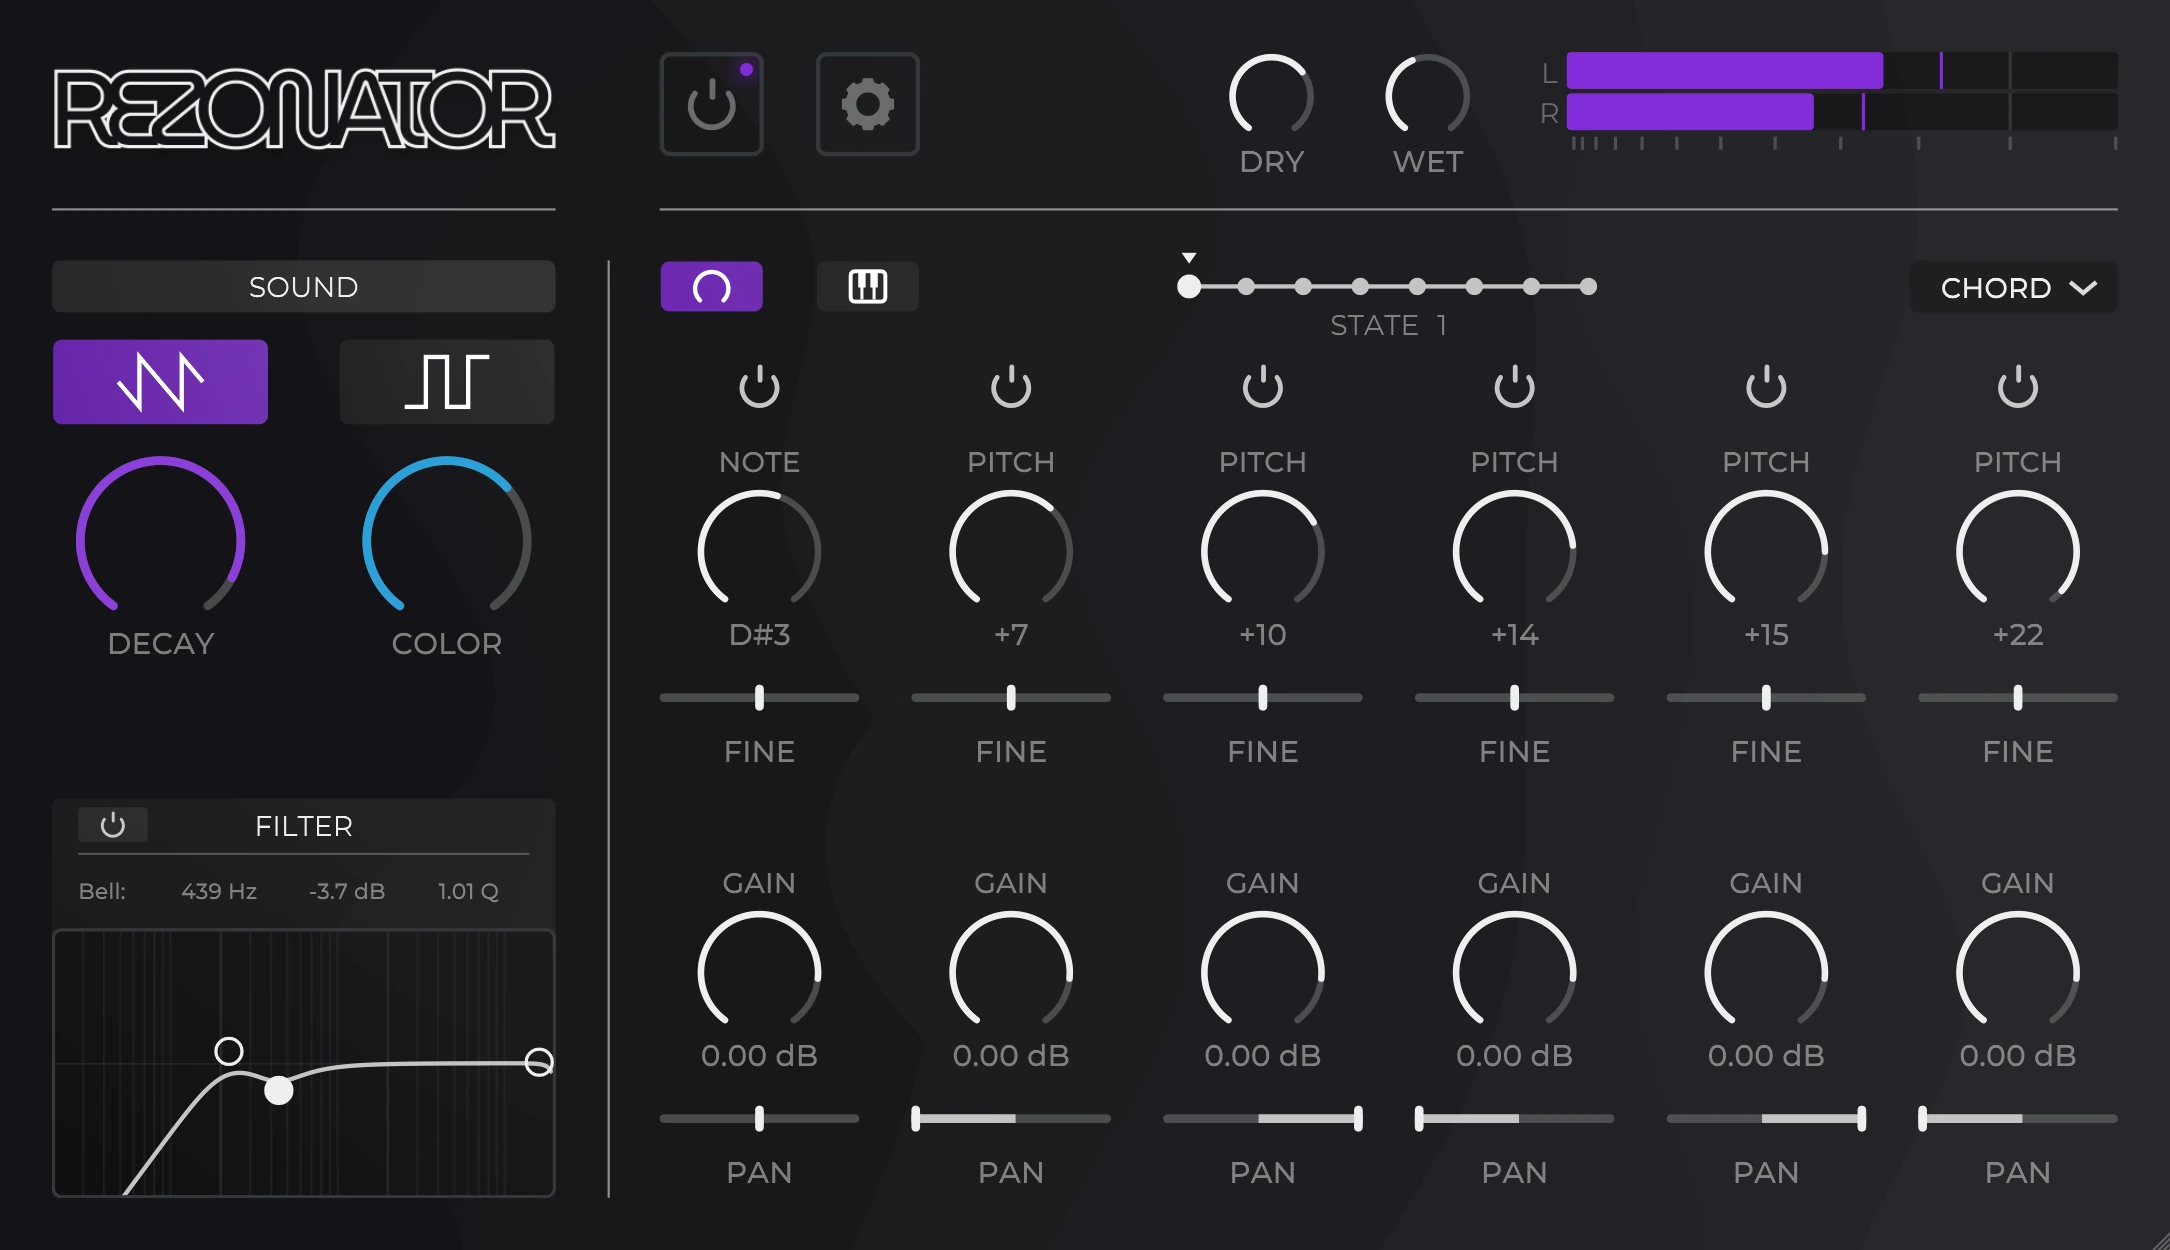 REZONATOR
DRY WET
L
R
SOUND
CHORD
STATE 1
NOTE PITCH PITCH PITCH PITCH PITCH
D#3 +7 +10 +14 +15 +22
DECAY COLOR
FINE FINE FINE FINE FINE FINE
FILTER
Bell: 439 Hz -3.7 dB 1.01 Q
GAIN GAIN GAIN GAIN GAIN GAIN
0.00 dB 0.00 dB 0.00 dB 0.00 dB 0.00 dB 0.00 dB
PAN PAN PAN PAN PAN PAN